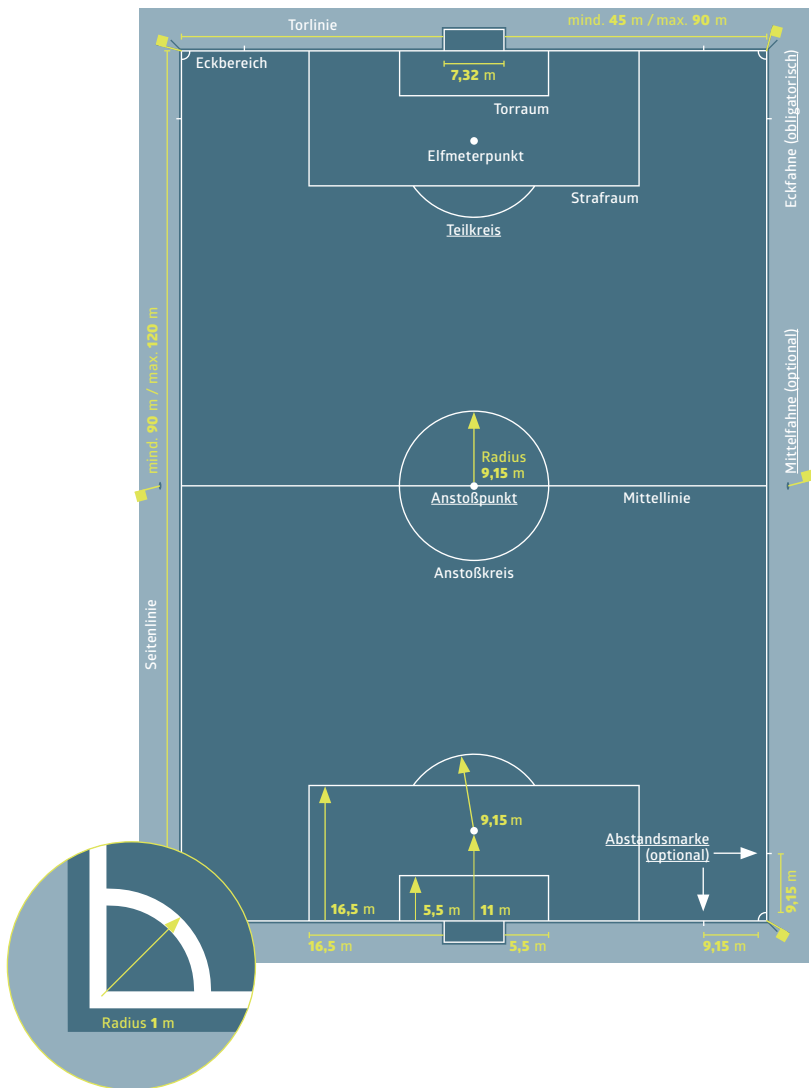 Torlinie
mind. 45 m / max. 90 m
Eckbereich
7,32 m
Torraum
Elfmeterpunkt
Strafraum
Teilkreis
Eckfahne (obligatorisch)
mind. 90 m / max. 120 m
Mittelfahne (optional)
Radius
9,15 m
Anstoßpunkt
Mittellinie
Anstoßkreis
Seitenlinie
9,15 m
Abstandsmarke
(optional)
9,15 m
16,5 m
5,5 m
11 m
16,5 m
5,5 m
9,15 m
Radius 1 m